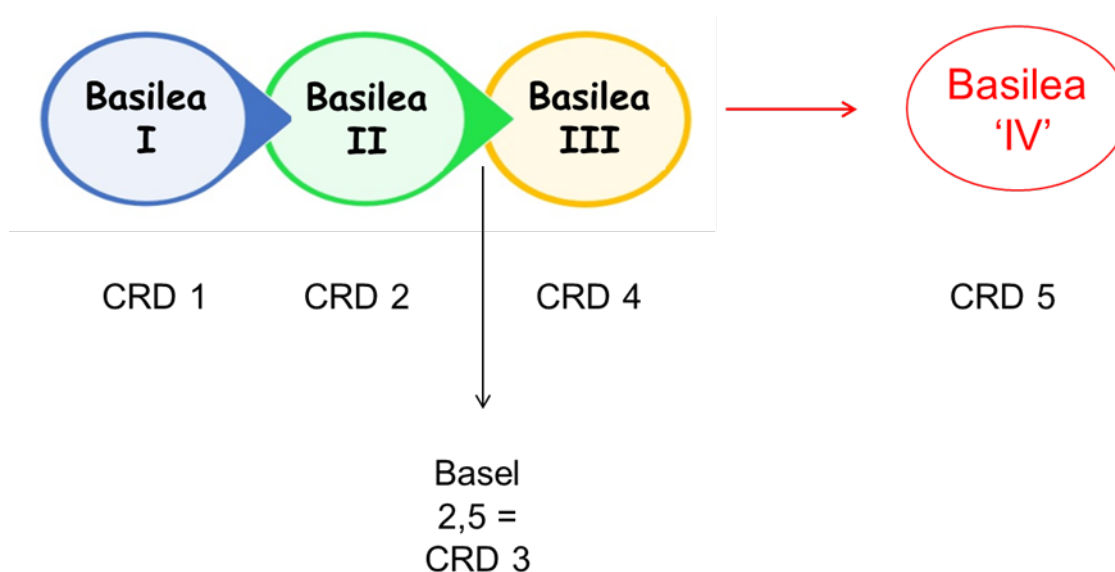 Basilea
I
Basilea
II
Basilea
III
Basilea
‘IV’
CRD 1
CRD 2
CRD 4
CRD 5
Basel
2,5 =
CRD 3